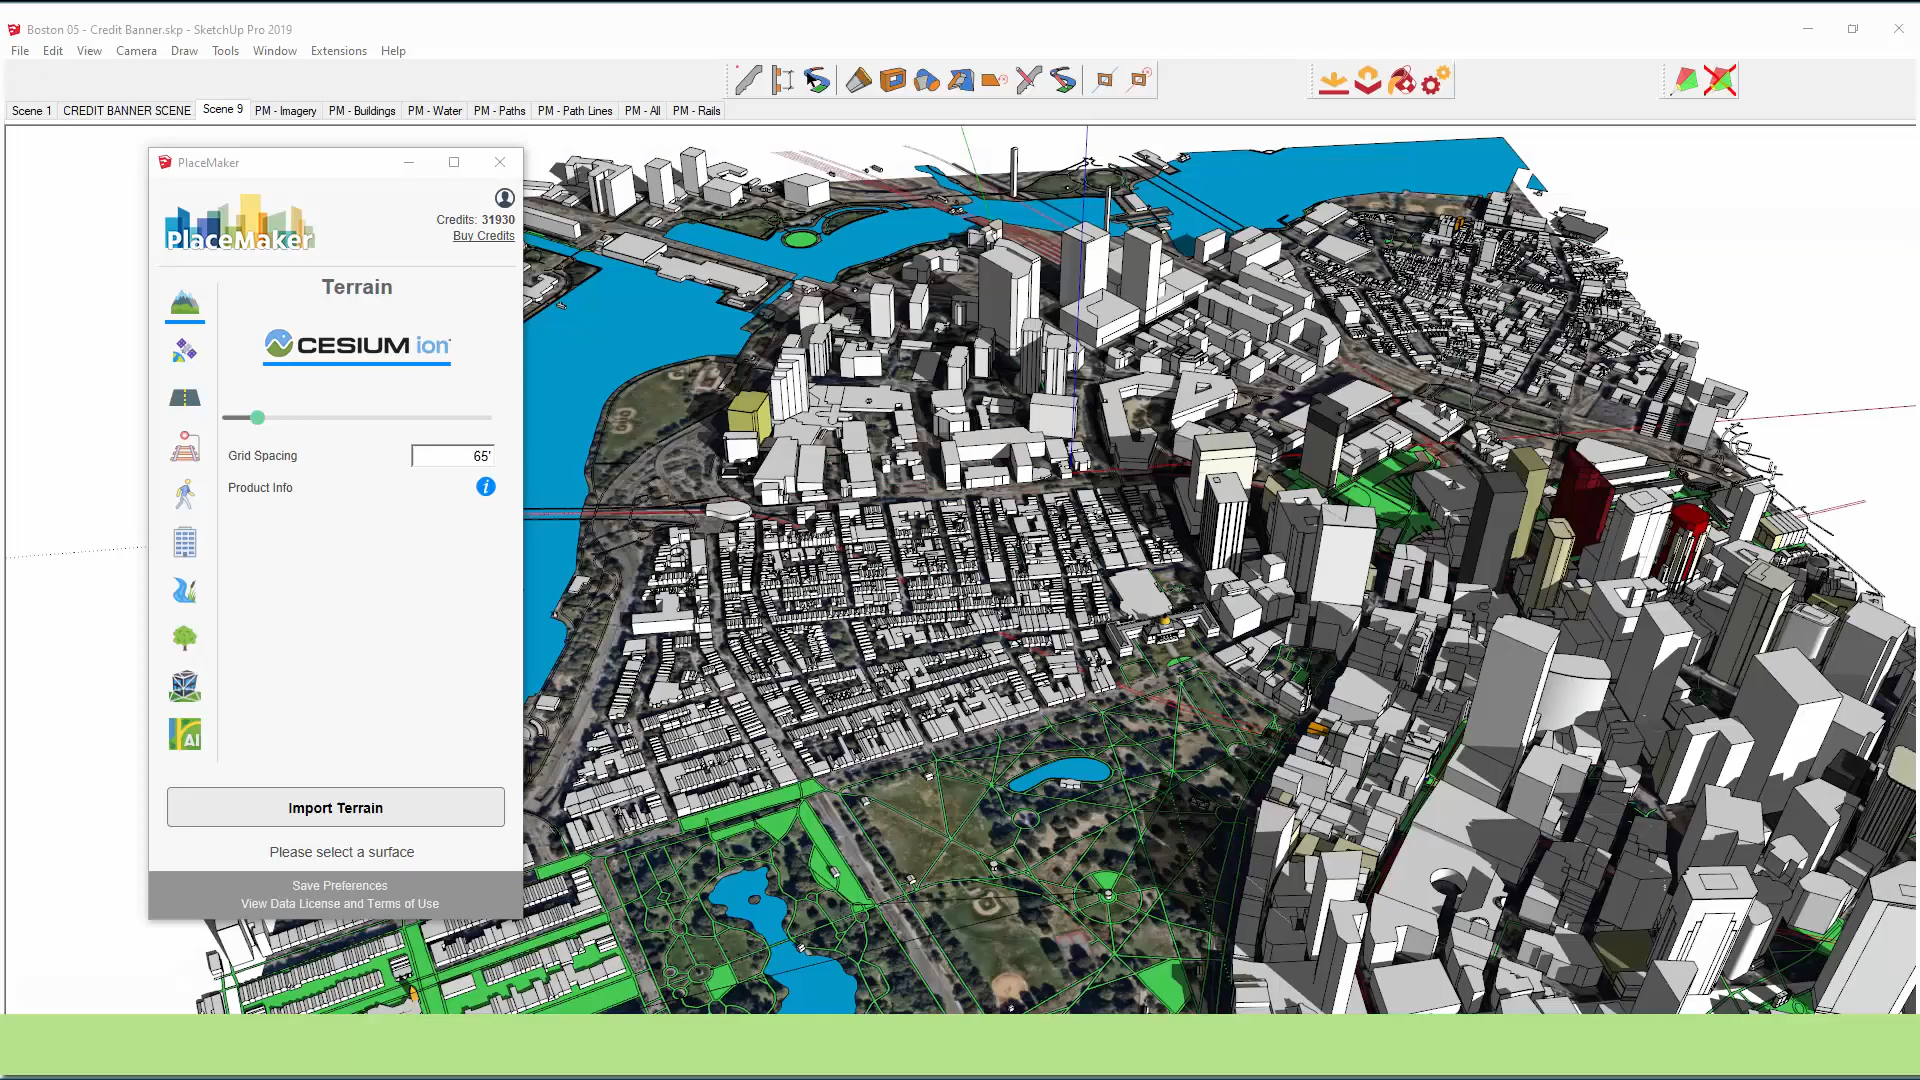 Boston 05 - Credit Banner.skp - SketchUp Pro 2019
File Edit View Camera Draw Tools Window Extensions Help
Scene 1 CREDIT BANNER SCENE Scene 9 PM - Imagery PM - Buildings PM - Water PM - Paths PM - Path Lines PM - All PM - Rails
PlaceMaker
PlaceMaker
Credits: 31930
Buy Credits
Terrain
CESIUM ion
Grid Spacing 65'
Product Info i
AI
Import Terrain
Please select a surface
Save Preferences
View Data License and Terms of Use